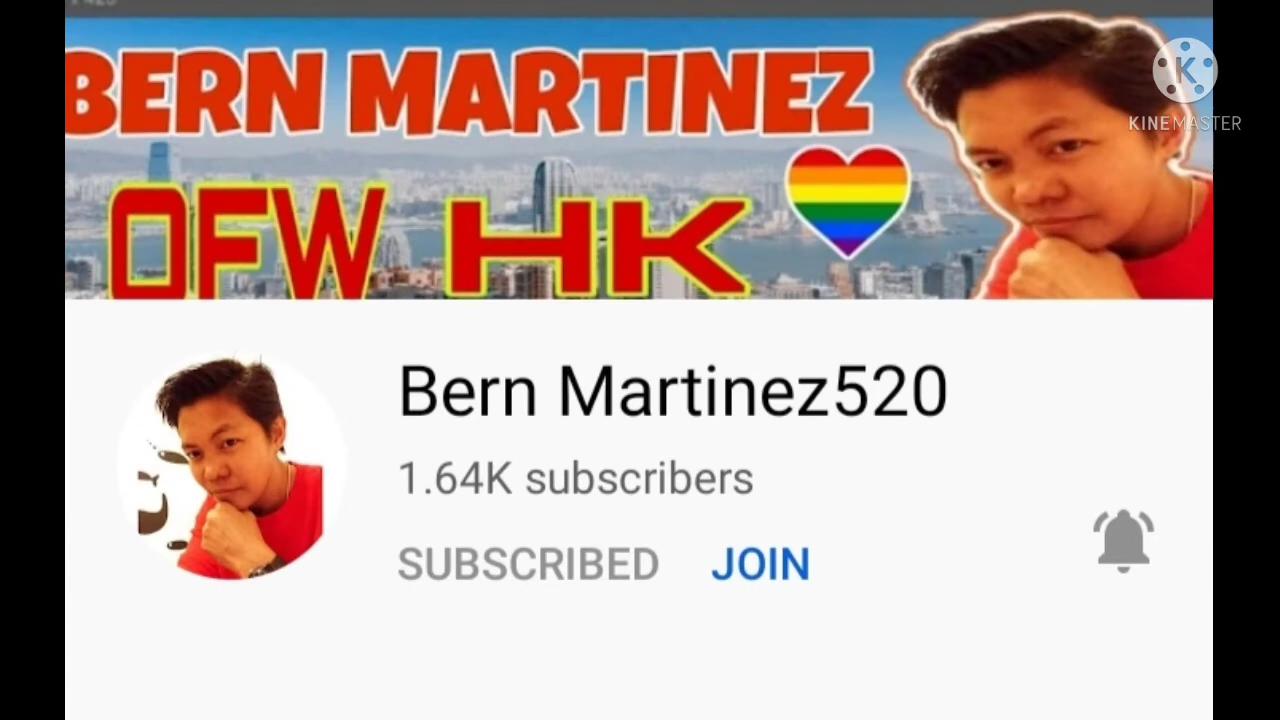 BERN MARTINEZ
OFW HK
K
KINEMASTER
Bern Martinez520
1.64K subscribers
SUBSCRIBED JOIN